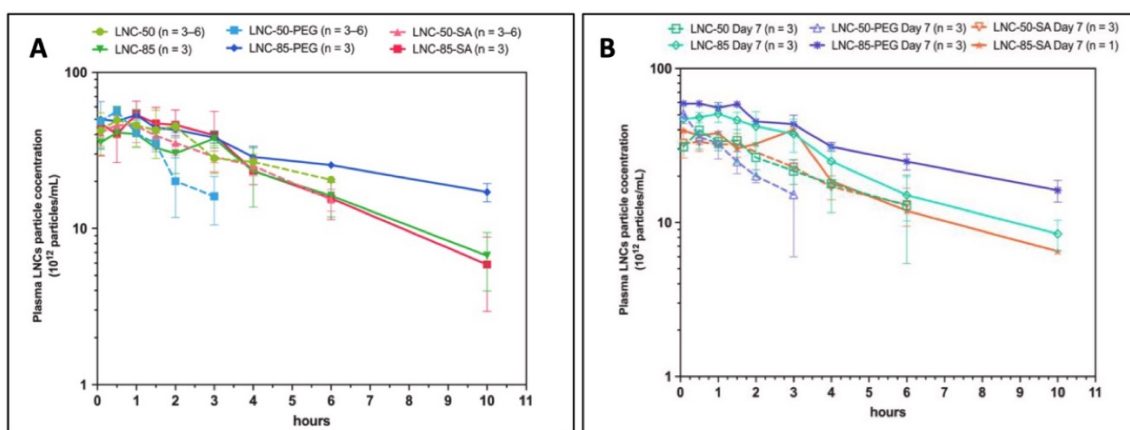 A
LNC-50 (n = 3–6) LNC-50-PEG (n = 3–6) LNC-50-SA (n = 3–6)
LNC-85 (n = 3) LNC-85-PEG (n = 3) LNC-85-SA (n = 3)
Plasma LNCs particle cocentration
(10¹² particles/mL)
100
10
1
0 1 2 3 4 5 6 7 8 9 10 11
hours
B
LNC-50 Day 7 (n = 3) LNC-50-PEG Day 7 (n = 3) LNC-50-SA Day 7 (n = 3)
LNC-85 Day 7 (n = 3) LNC-85-PEG Day 7 (n = 3) LNC-85-SA Day 7 (n = 1)
Plasma LNCs particle cocentration
(10¹² particles/mL)
100
10
1
0 1 2 3 4 5 6 7 8 9 10 11
hours